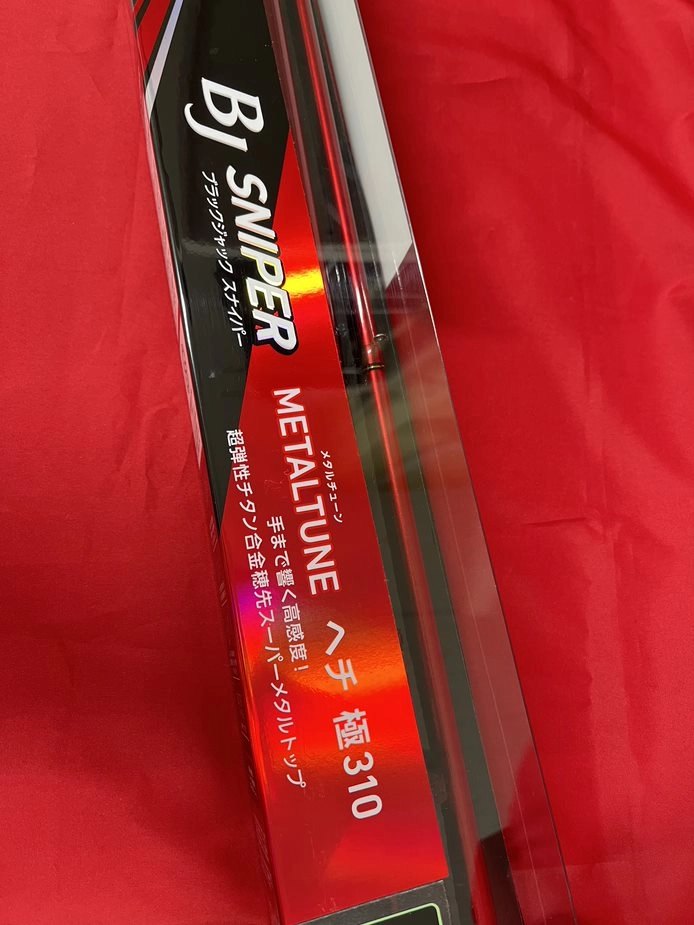 BJ SNIPER
ブラックジャック スナイパー
メタルチューン
METALTUNE ヘチ 極310
手まで響く高感度!
超弾性チタン合金穂先スーパーメタルトップ